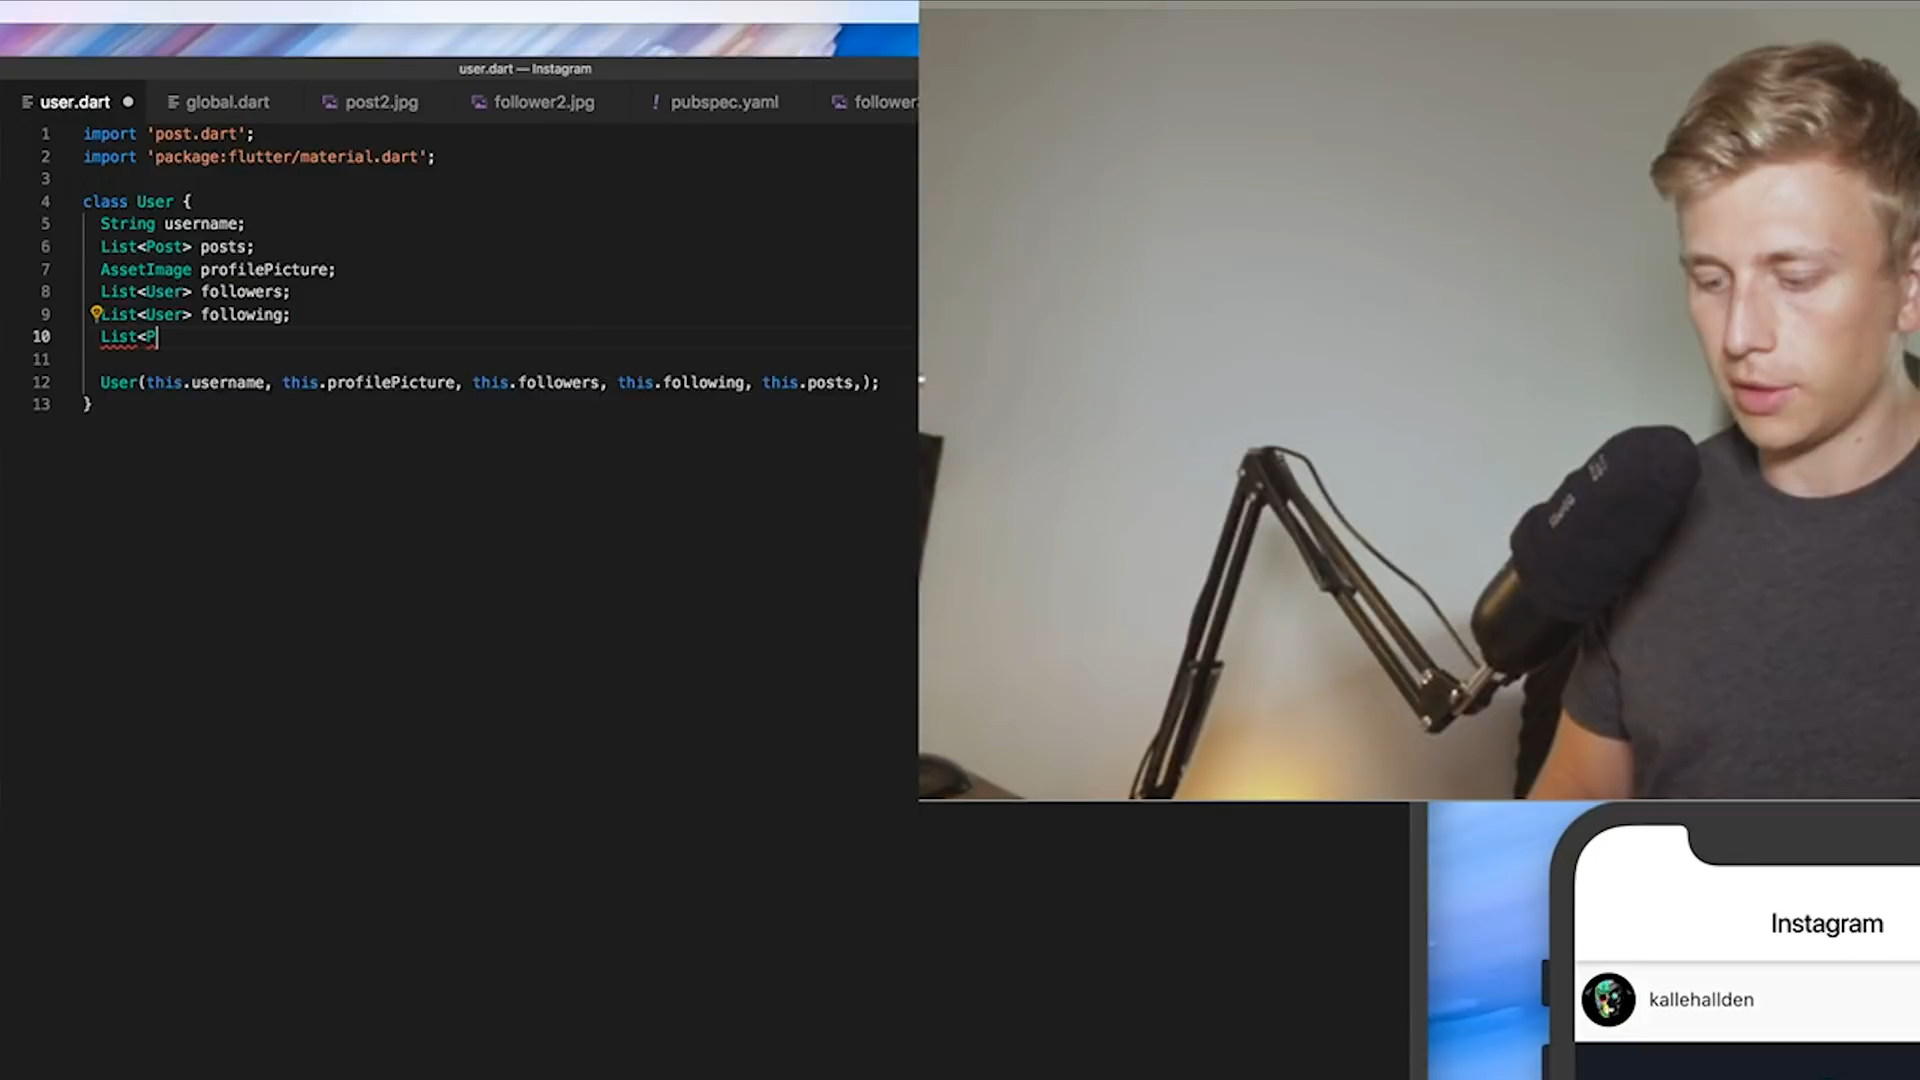 user.dart — Instagram
user.dart
global.dart
post2.jpg
follower2.jpg
! pubspec.yaml
follower
1 import 'post.dart';
2 import 'package:flutter/material.dart';
3
4 class User {
5 String username;
6 List<Post> posts;
7 AssetImage profilePicture;
8 List<User> followers;
9 List<User> following;
10 List<P
11
12 User(this.username, this.profilePicture, this.followers, this.following, this.posts,);
13 }
Instagram
kallehallden